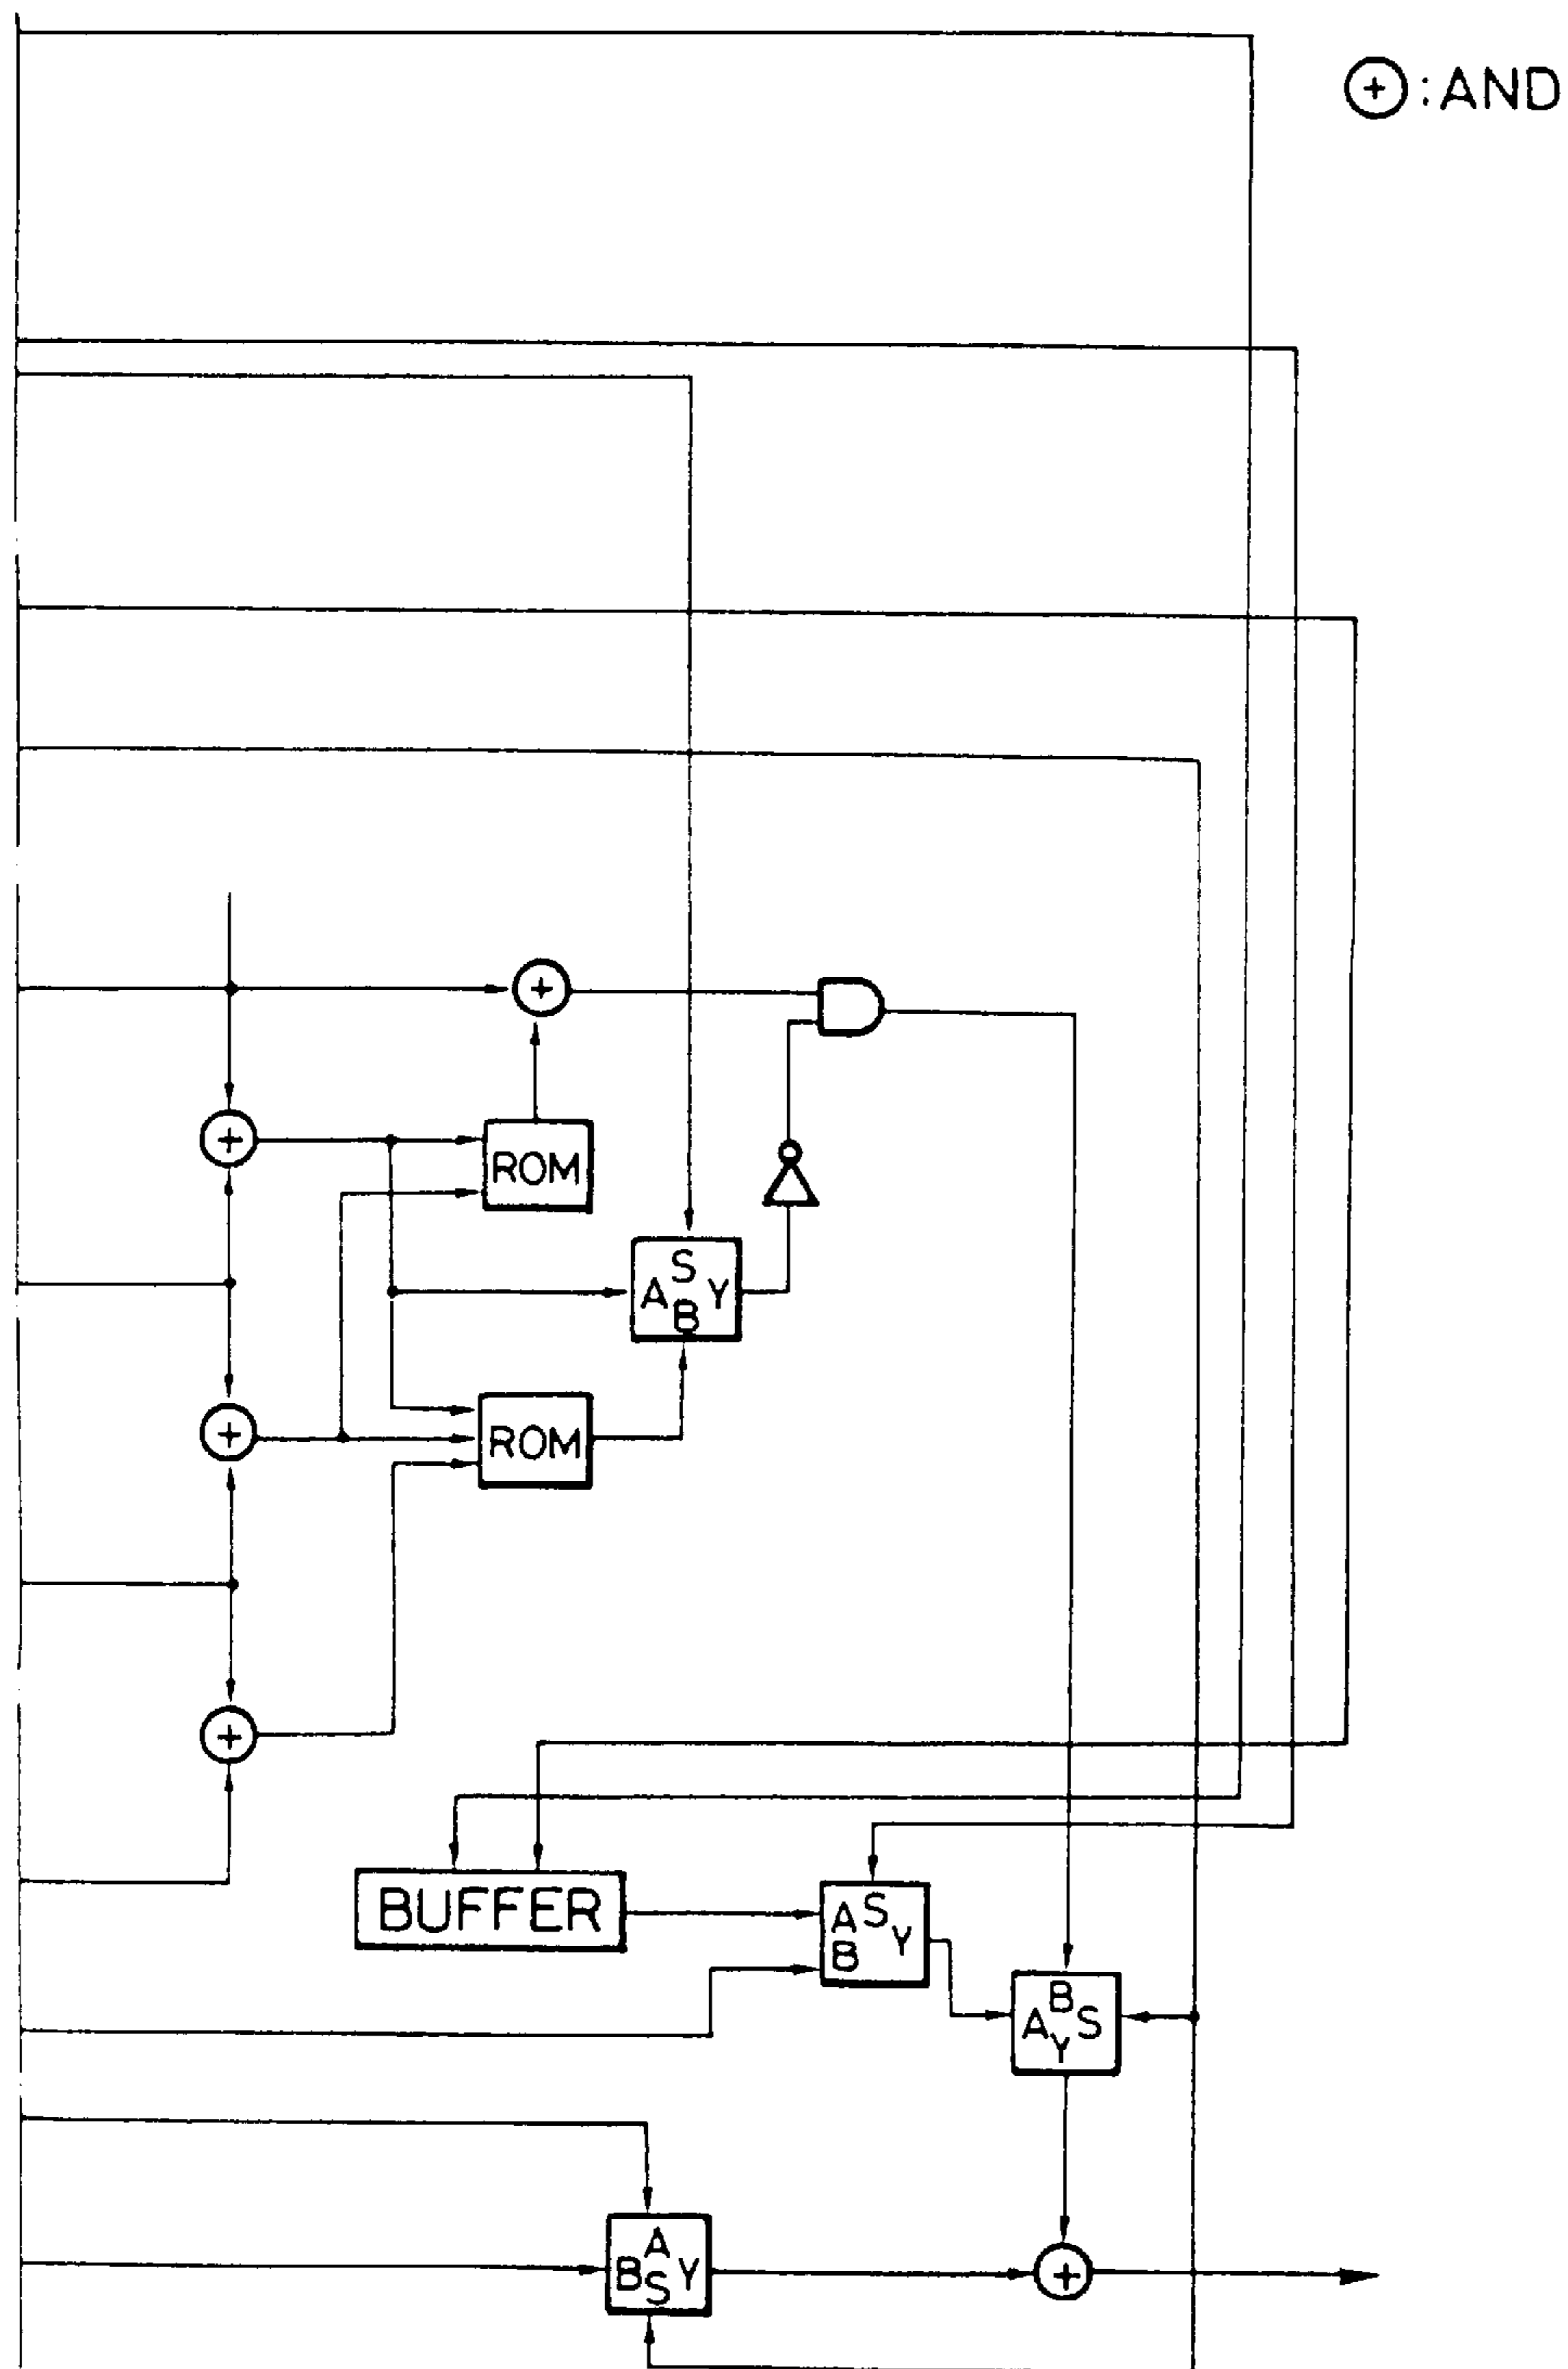 + : AND
+
+
ROM
S
A Y
B
+
ROM
+
BUFFER
A S Y
B
B
A S
Y
A
B Y
S
+